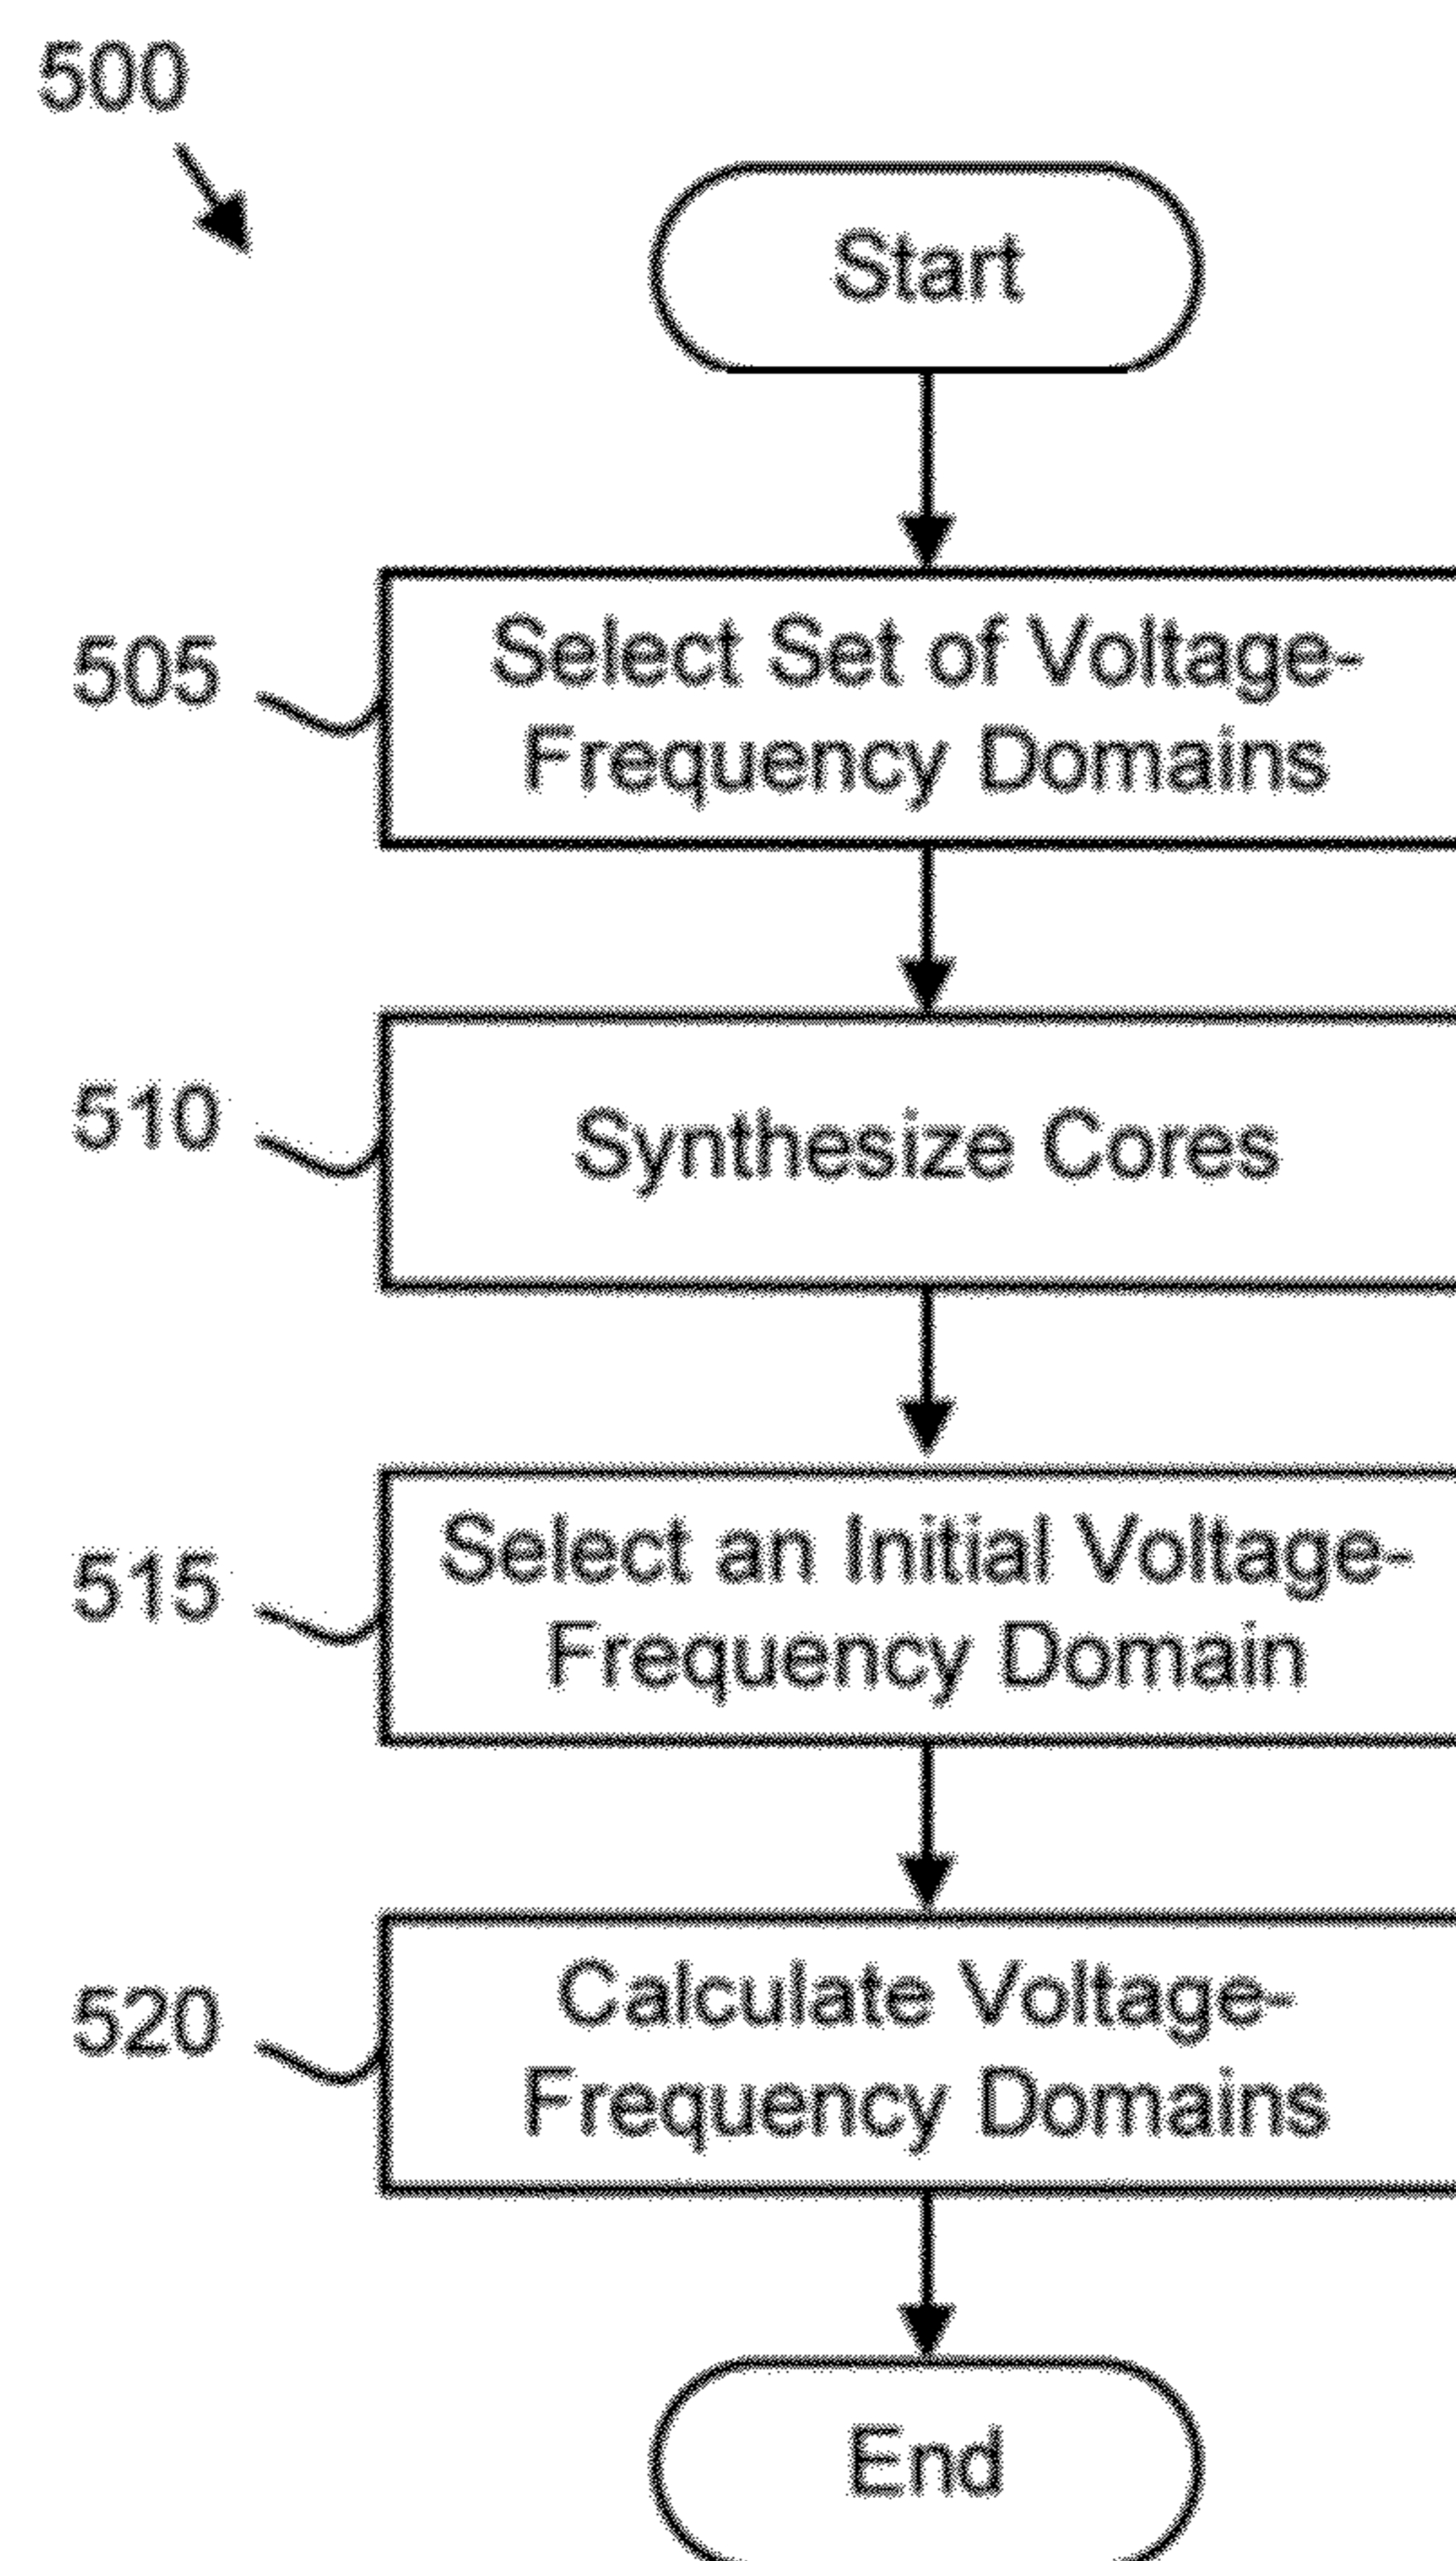 500
Start
505
Select Set of Voltage-
Frequency Domains
510
Synthesize Cores
515
Select an Initial Voltage-
Frequency Domain
520
Calculate Voltage-
Frequency Domains
End